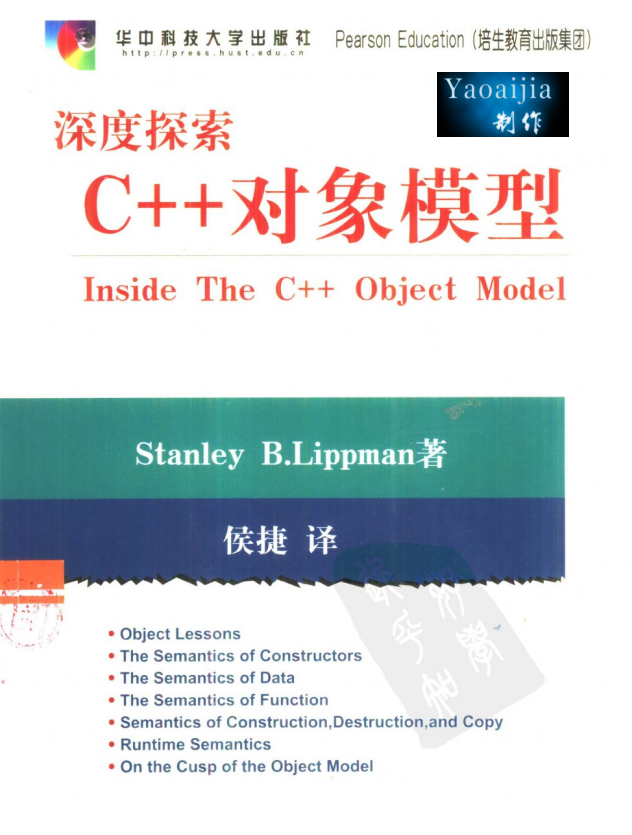 华中科技大学出版社
http://press.hust.edu.cn
Pearson Education (培生教育出版集团)
Yaoaijia
制作
深度探索
C++对象模型
Inside The C++ Object Model
Stanley B.Lippman著
侯捷 译
• Object Lessons
• The Semantics of Constructors
• The Semantics of Data
• The Semantics of Function
• Semantics of Construction,Destruction,and Copy
• Runtime Semantics
• On the Cusp of the Object Model